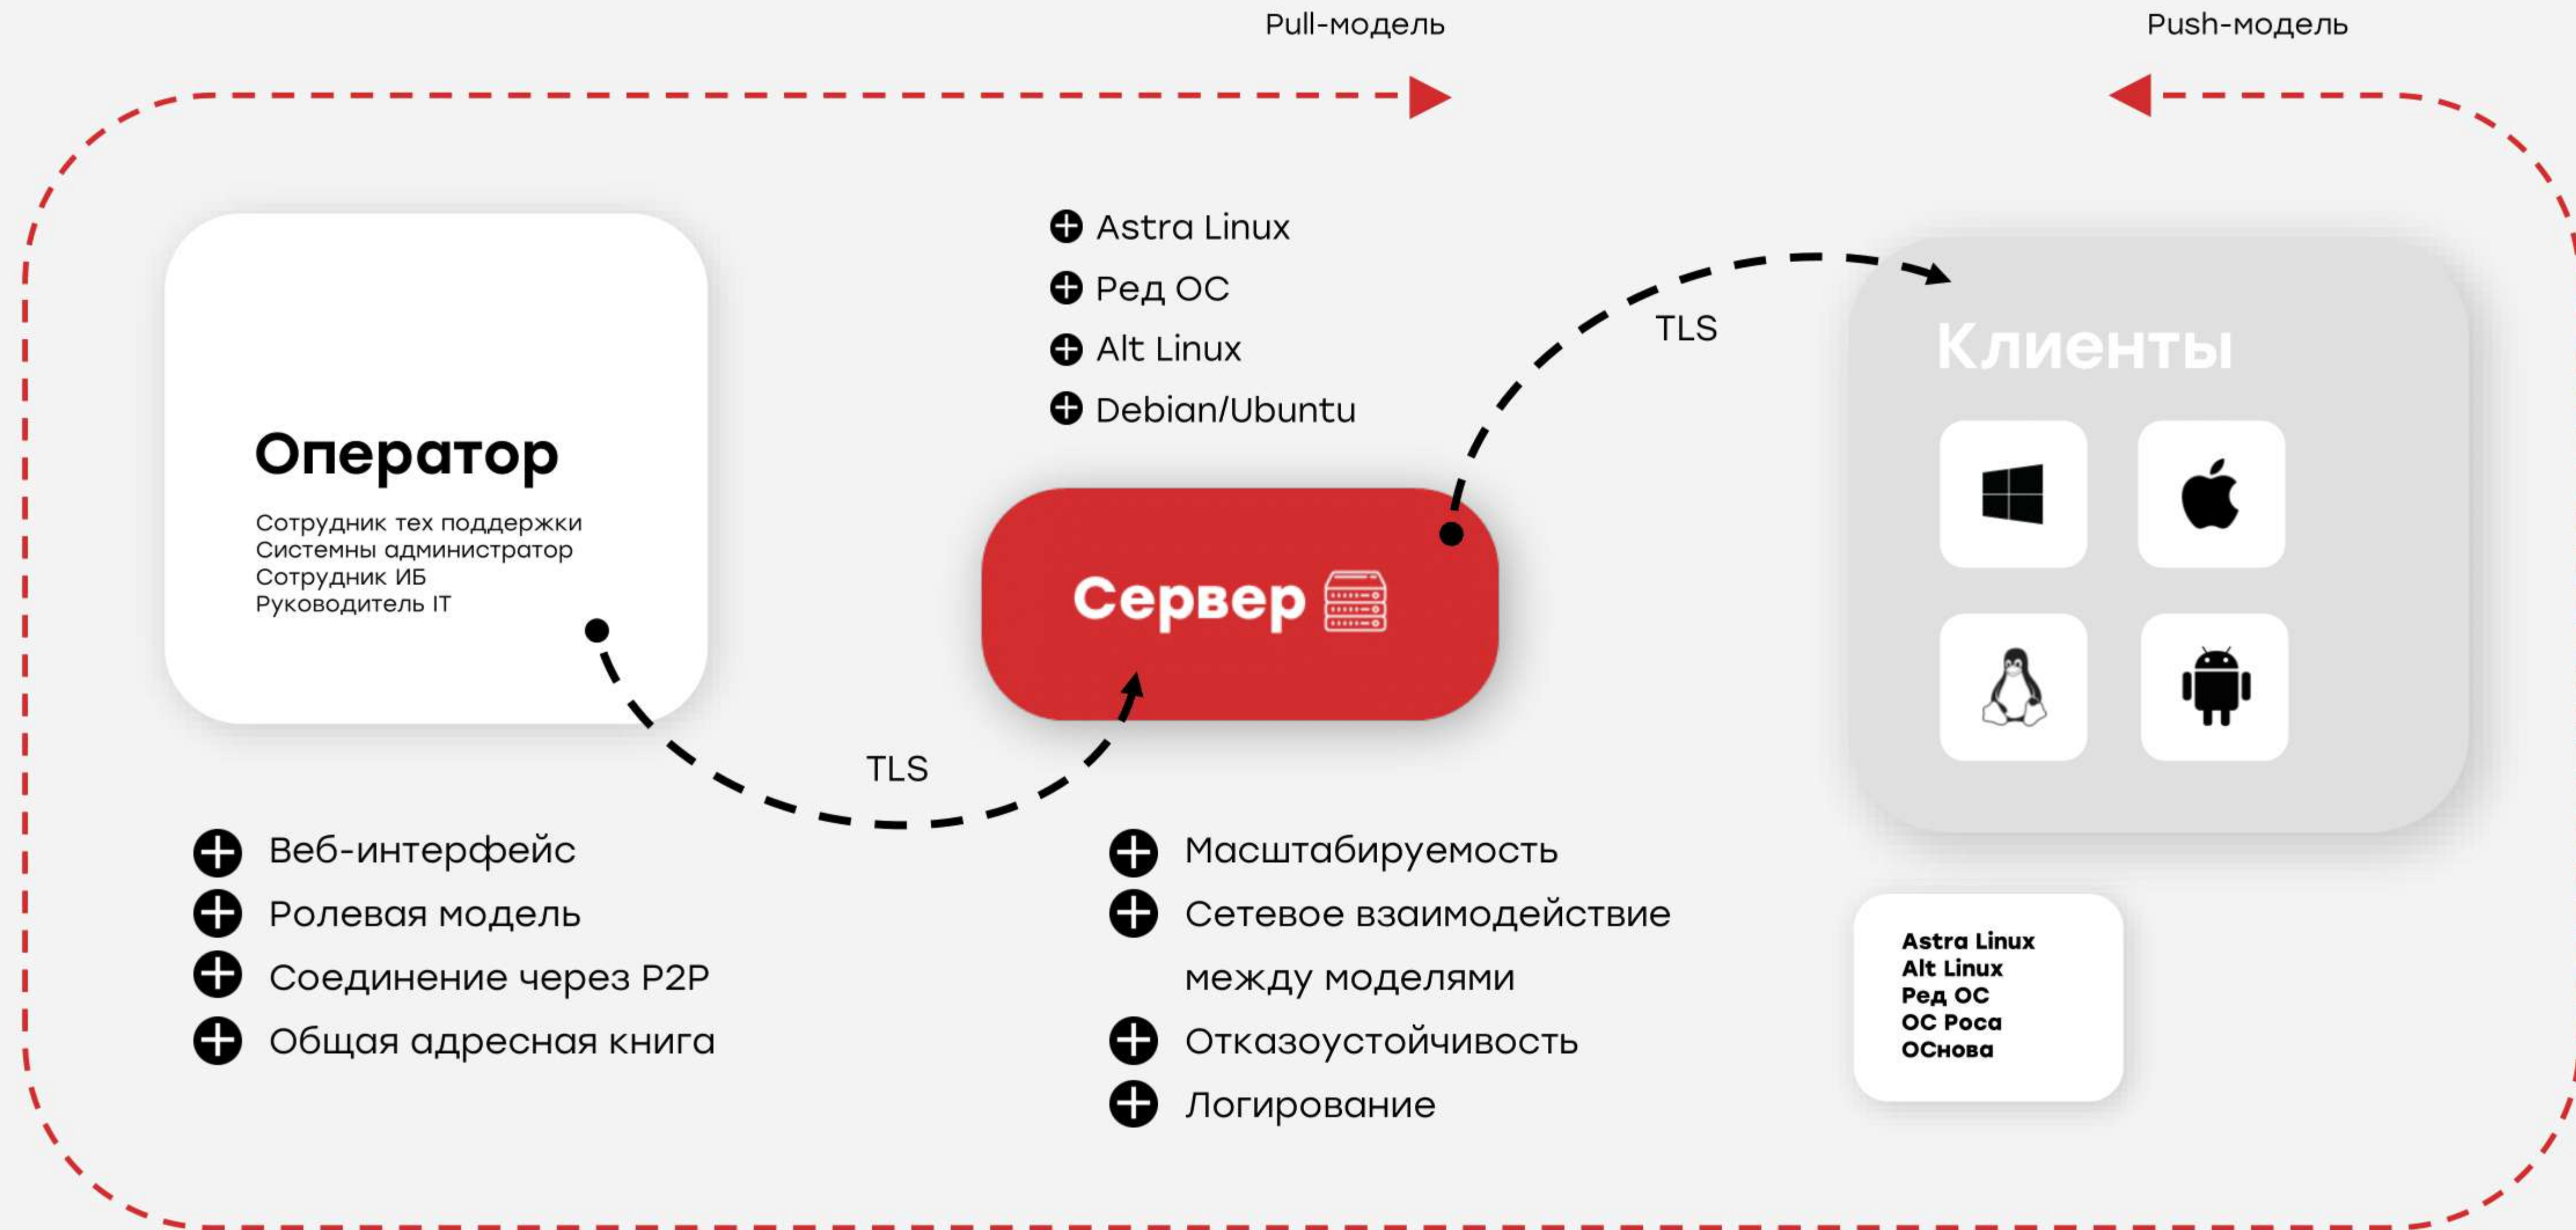 Pull-модель
Push-модель
Оператор
Сотрудник тех поддержки
Системны администратор
Сотрудник ИБ
Руководитель IT
Веб-интерфейс
Ролевая модель
Соединение через P2P
Общая адресная книга
TLS
Astra Linux
Ред ОС
Alt Linux
Debian/Ubuntu
Сервер
Масштабируемость
Сетевое взаимодействие
между моделями
Отказоустойчивость
Логирование
TLS
Клиенты
Astra Linux
Alt Linux
Ред ОС
ОС Роса
ОСнова